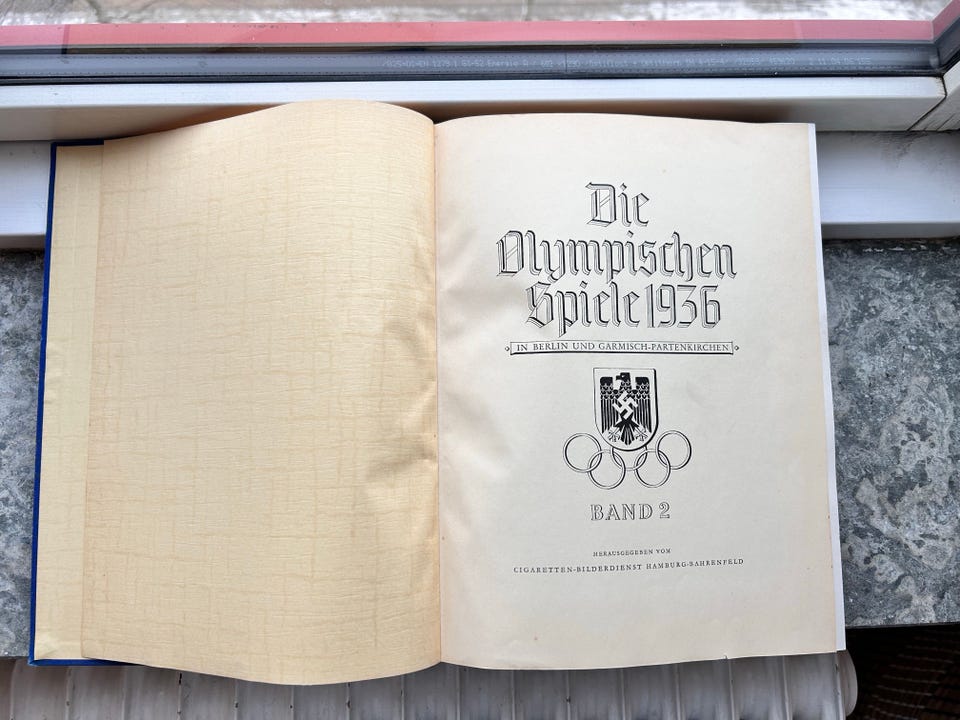 Die
Olympischen
Spiele 1936
IN BERLIN UND GARMISCH-PARTENKIRCHEN
BAND 2
HERAUSGEGEBEN VOM
CIGARETTEN-BILDERDIENST HAMBURG-BAHRENFELD